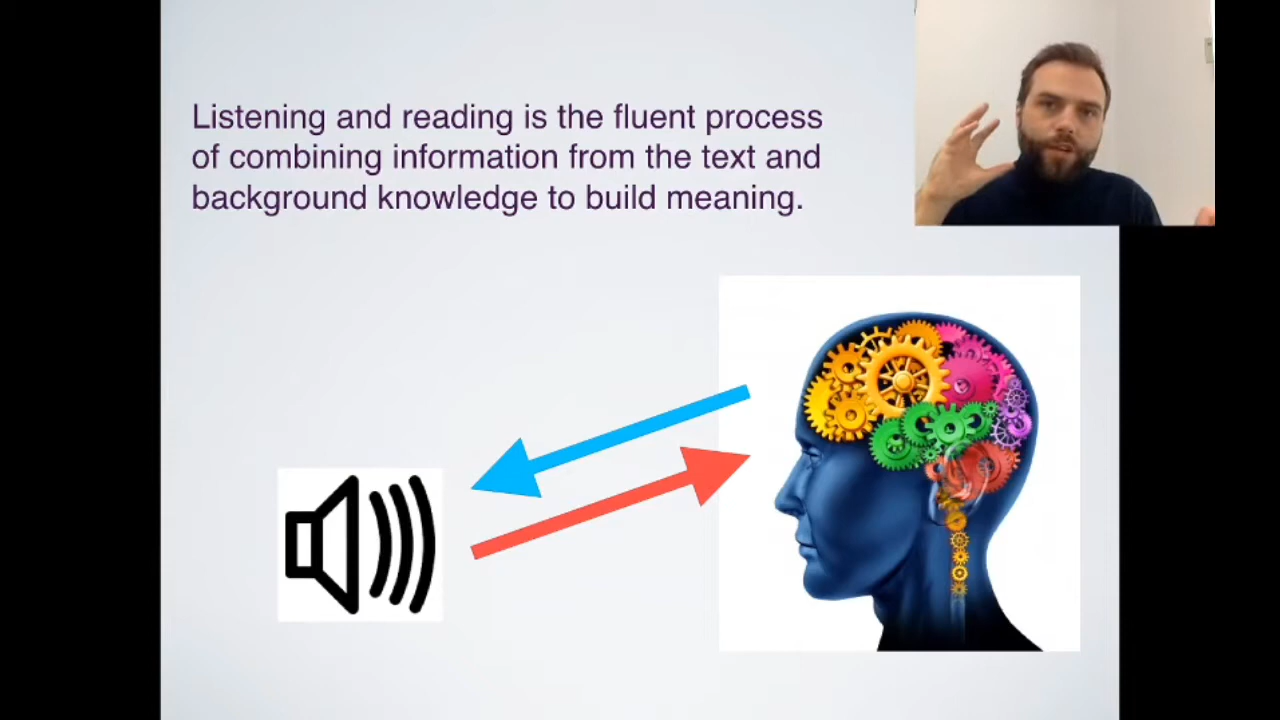 Listening and reading is the fluent process
of combining information from the text and
background knowledge to build meaning.